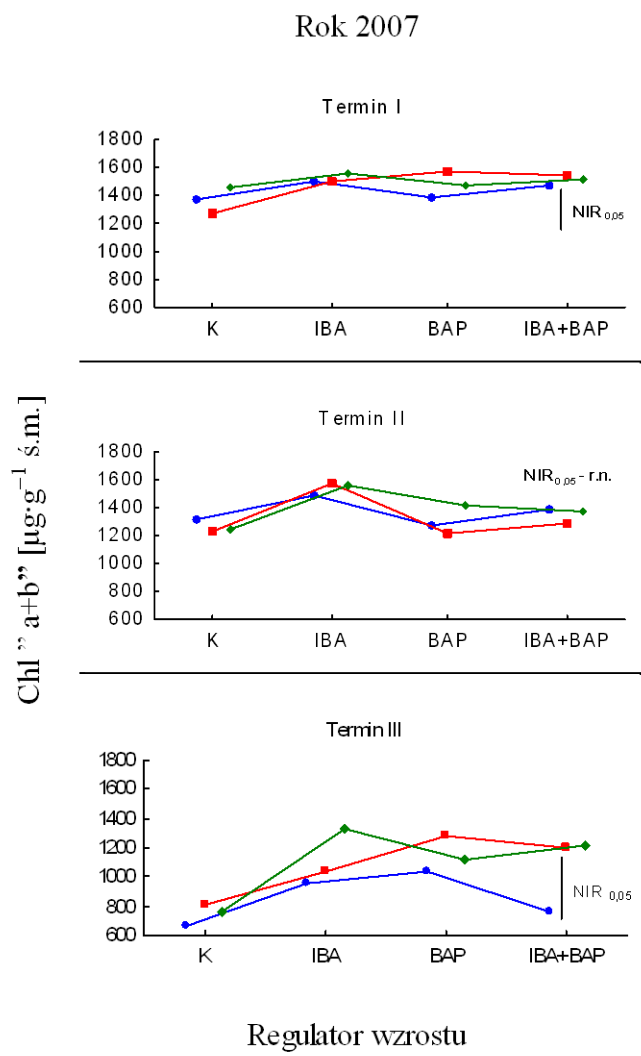 Rok 2007
Termin I
1800
1600
1400
1200
1000
800
600
NIR 0,05
K IBA BAP IBA+BAP
Termin II
1800
1600
1400
1200
1000
800
600
NIR0,05 - r.n.
K IBA BAP IBA+BAP
Chl ” a+b” [µg·g⁻¹ ś.m.]
Termin III
1800
1600
1400
1200
1000
800
600
NIR 0,05
K IBA BAP IBA+BAP
Regulator wzrostu